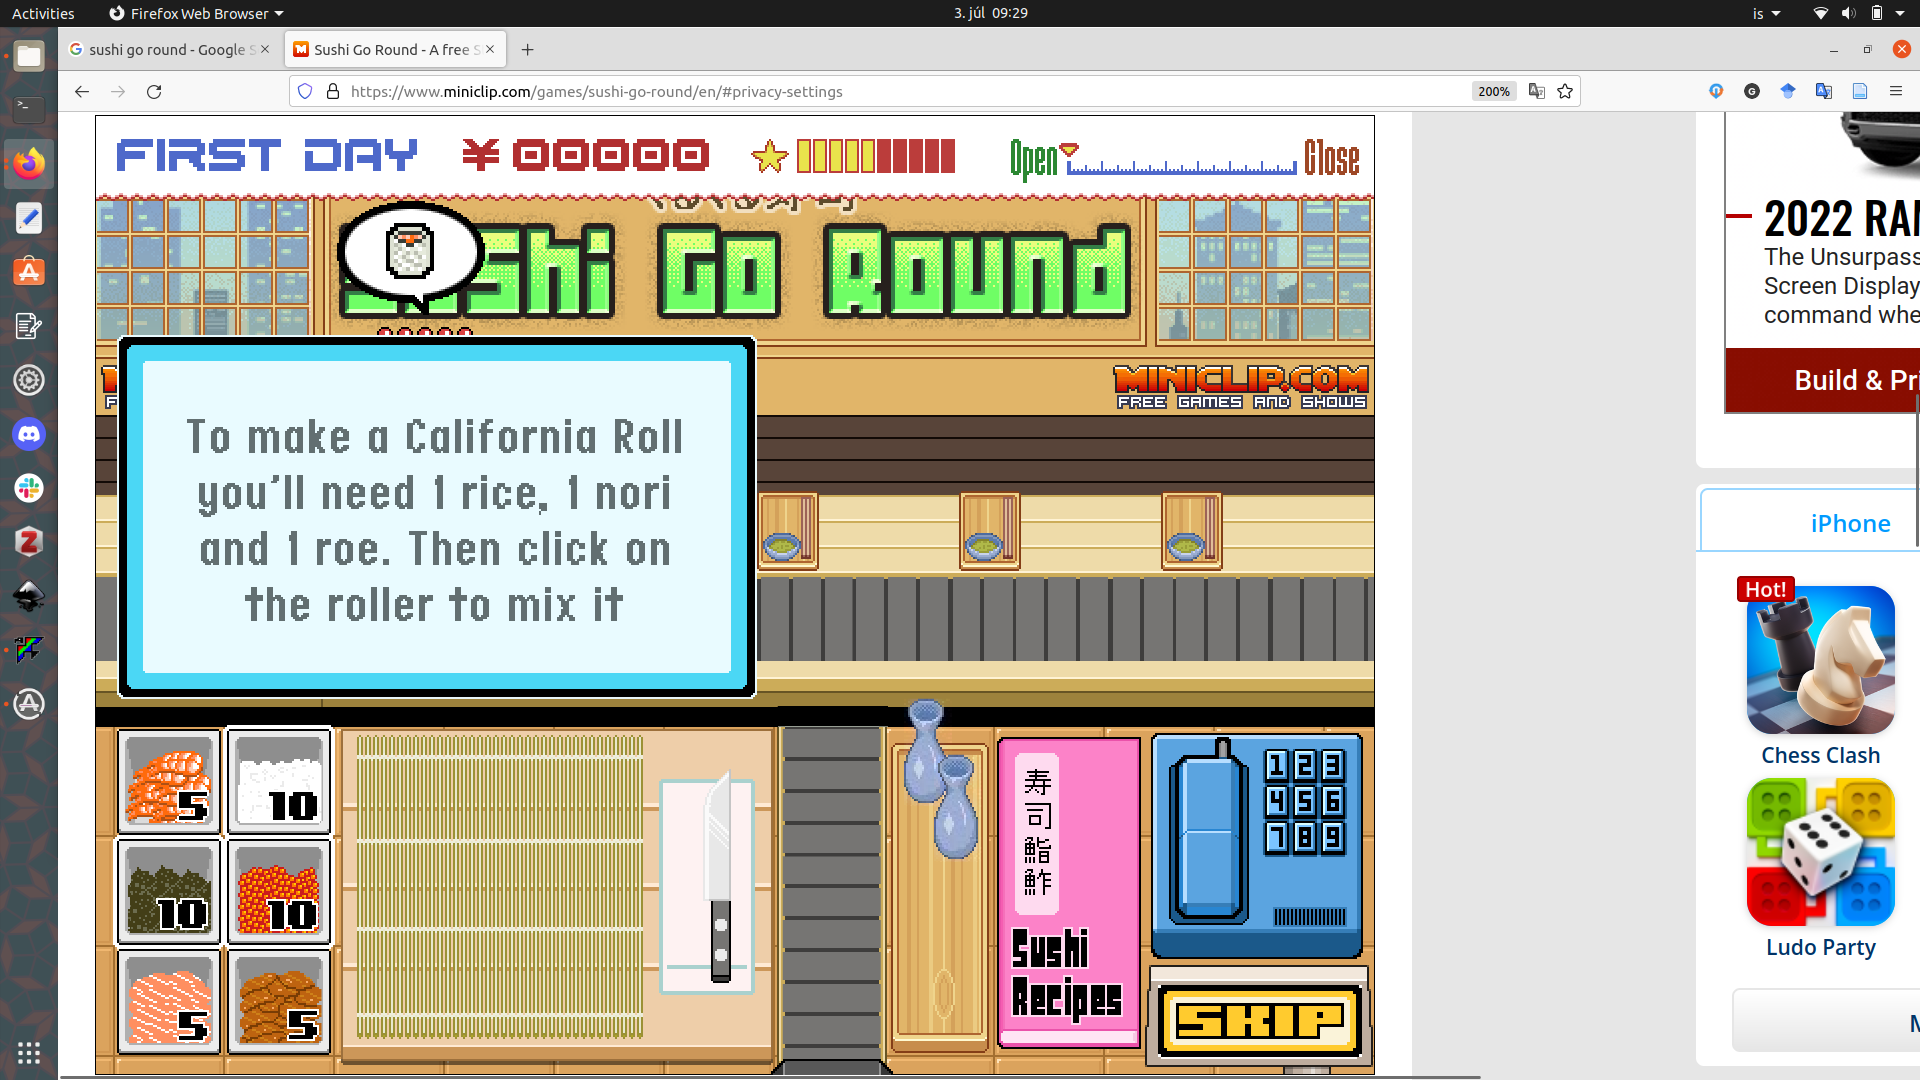 Activities
Firefox Web Browser
3. júl 09:29
is
sushi go round - Google S
Sushi Go Round - A free S
https://www.miniclip.com/games/sushi-go-round/en/#privacy-settings
200%
FIRST DAY
¥ 00000
Open
Close
Sushi Go Round
MINICLIP.COM
FREE GAMES AND SHOWS
To make a California Roll
you'll need 1 rice, 1 nori
and 1 roe. Then click on
the roller to mix it
5
10
10
10
5
5
寿
司
鮨
鮓
Sushi
Recipes
1 2 3
4 5 6
7 8 9
SKIP
2022 RA
The Unsurpass
Screen Display
command whe
Build & Pri
iPhone
Hot!
Chess Clash
Ludo Party